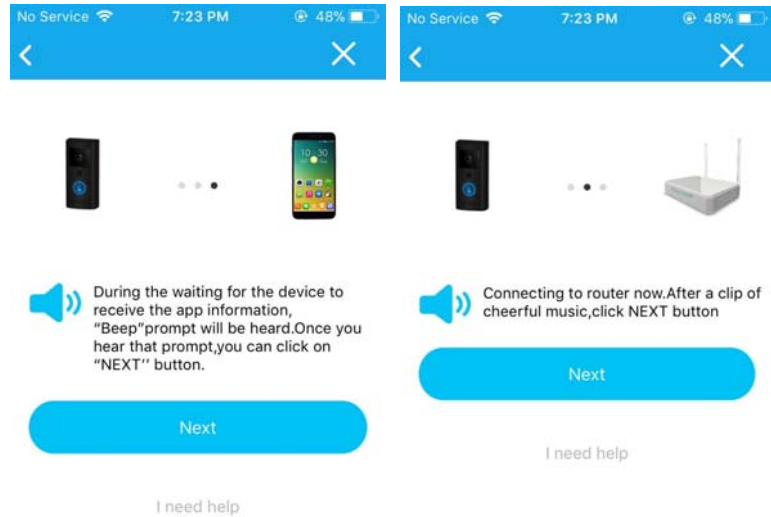 No Service 7:23 PM 48%
During the waiting for the device to
receive the app information,
“Beep”prompt will be heard.Once you
hear that prompt,you can click on
“NEXT’’ button.
Next
I need help
No Service 7:23 PM 48%
Connecting to router now.After a clip of
cheerful music,click NEXT button
Next
I need help